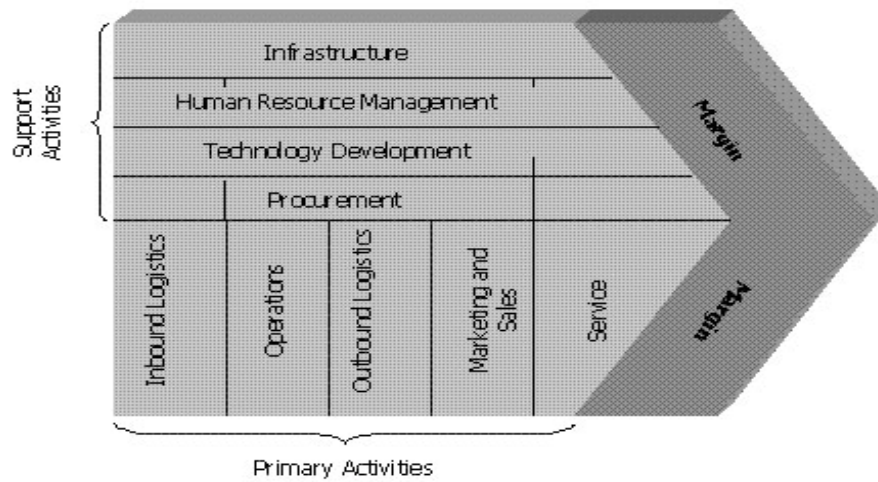 Support
Activities
Infrastructure
Human Resource Management
Technology Development
Procurement
Inbound Logistics
Operations
Outbound Logistics
Marketing and
Sales
Service
Margin
Margin
Primary Activities